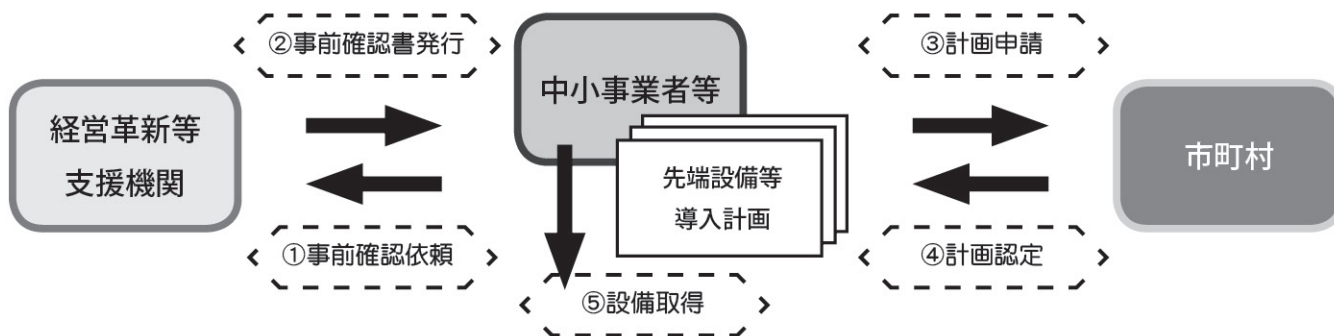 ②事前確認書発行
③計画申請
中小事業者等
経営革新等
支援機関
市町村
先端設備等
導入計画
①事前確認依頼
④計画認定
⑤設備取得